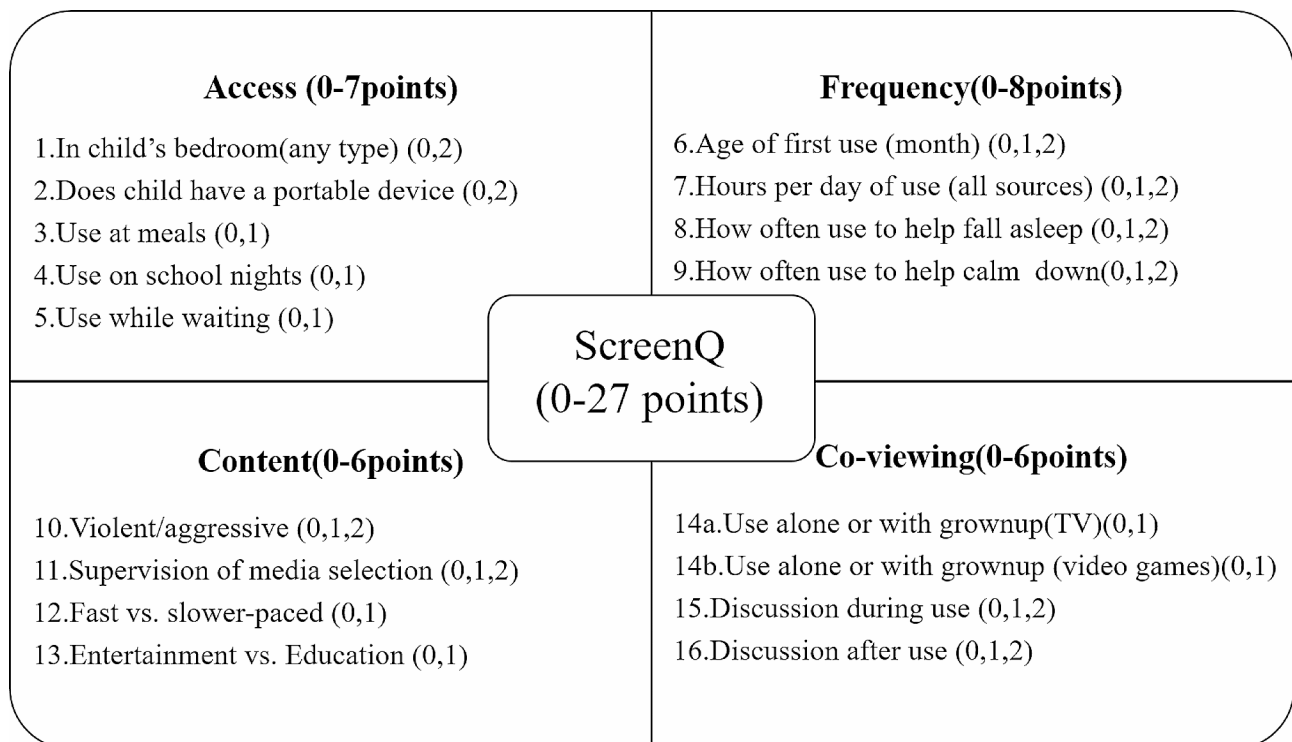 Access (0-7points)
1.In child's bedroom(any type) (0,2)
2.Does child have a portable device (0,2)
3.Use at meals (0,1)
4.Use on school nights (0,1)
5.Use while waiting (0,1)
Frequency(0-8points)
6.Age of first use (month) (0,1,2)
7.Hours per day of use (all sources) (0,1,2)
8.How often use to help fall asleep (0,1,2)
9.How often use to help calm  down(0,1,2)
ScreenQ
(0-27 points)
Content(0-6points)
10.Violent/aggressive (0,1,2)
11.Supervision of media selection (0,1,2)
12.Fast vs. slower-paced (0,1)
13.Entertainment vs. Education (0,1)
Co-viewing(0-6points)
14a.Use alone or with grownup(TV)(0,1)
14b.Use alone or with grownup (video games)(0,1)
15.Discussion during use (0,1,2)
16.Discussion after use (0,1,2)